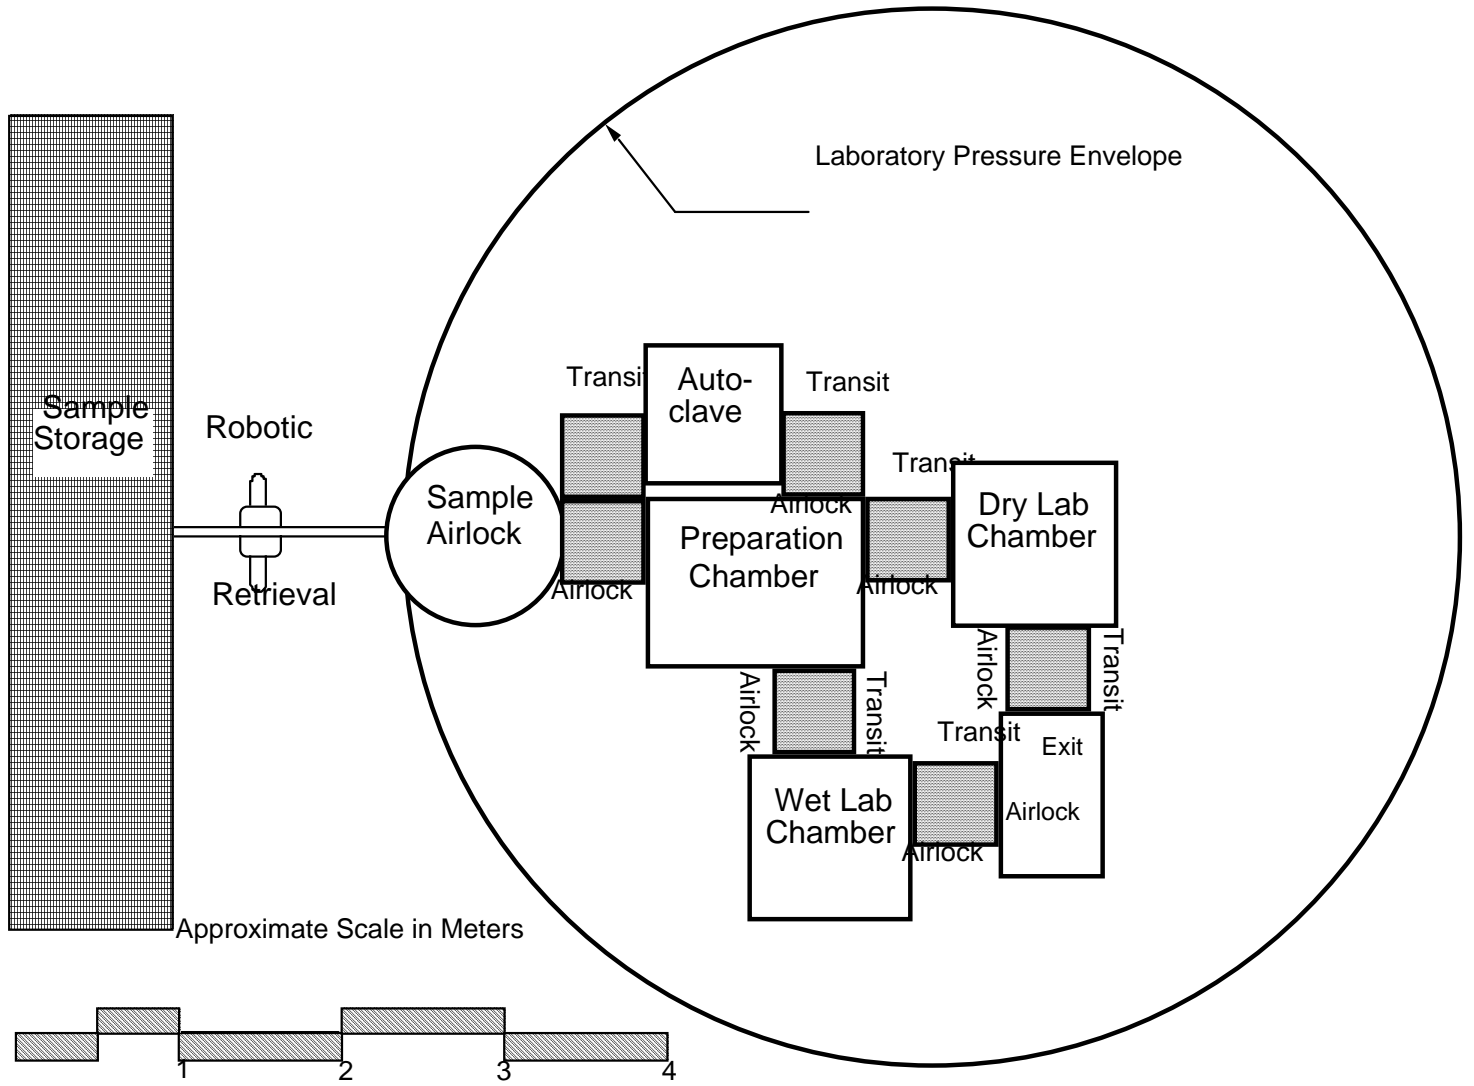 Laboratory Pressure Envelope
Transit
Auto-
clave
Transit
Sample
Storage
Robotic
Retrieval
Sample
Airlock
Airlock
Airlock
Preparation
Chamber
Transit
Airlock
Dry Lab
Chamber
Airlock
Transit
Airlock
Transit
Transit
Exit
Airlock
Wet Lab
Chamber
Airlock
Approximate Scale in Meters
1
2
3
4